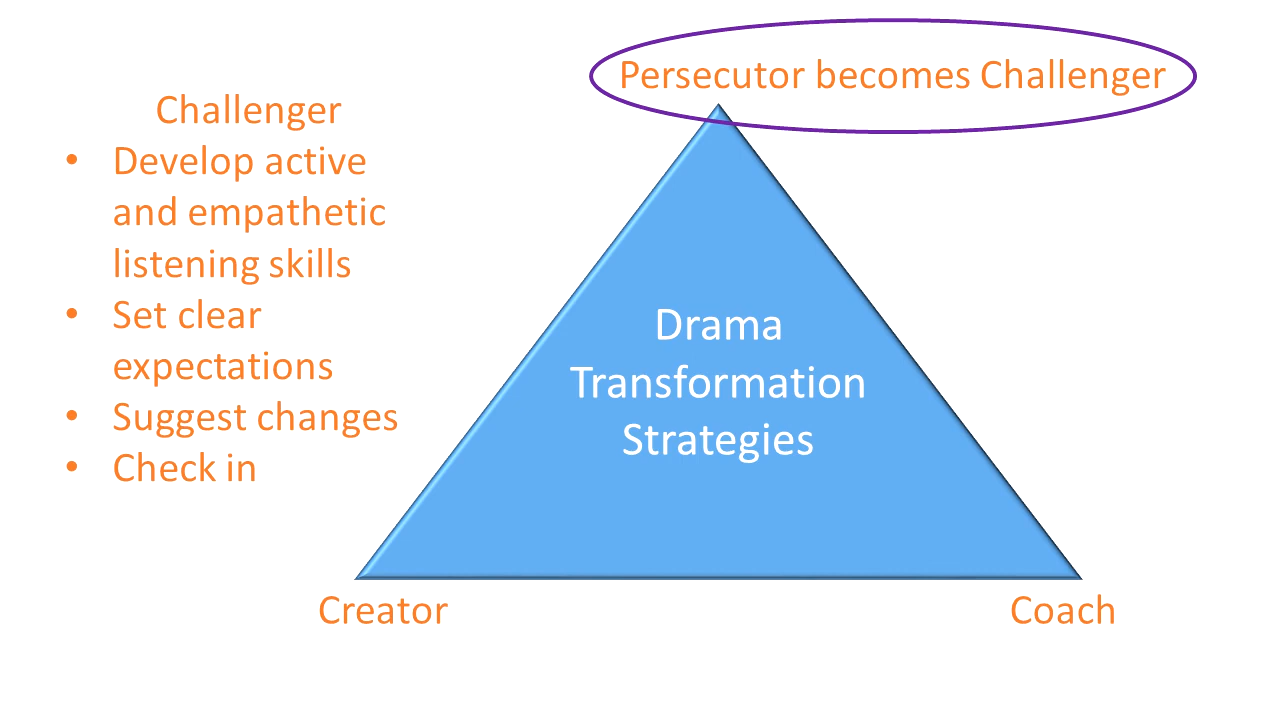 Persecutor becomes Challenger
Challenger
• Develop active
and empathetic
listening skills
• Set clear
expectations
• Suggest changes
• Check in
Drama
Transformation
Strategies
Creator
Coach